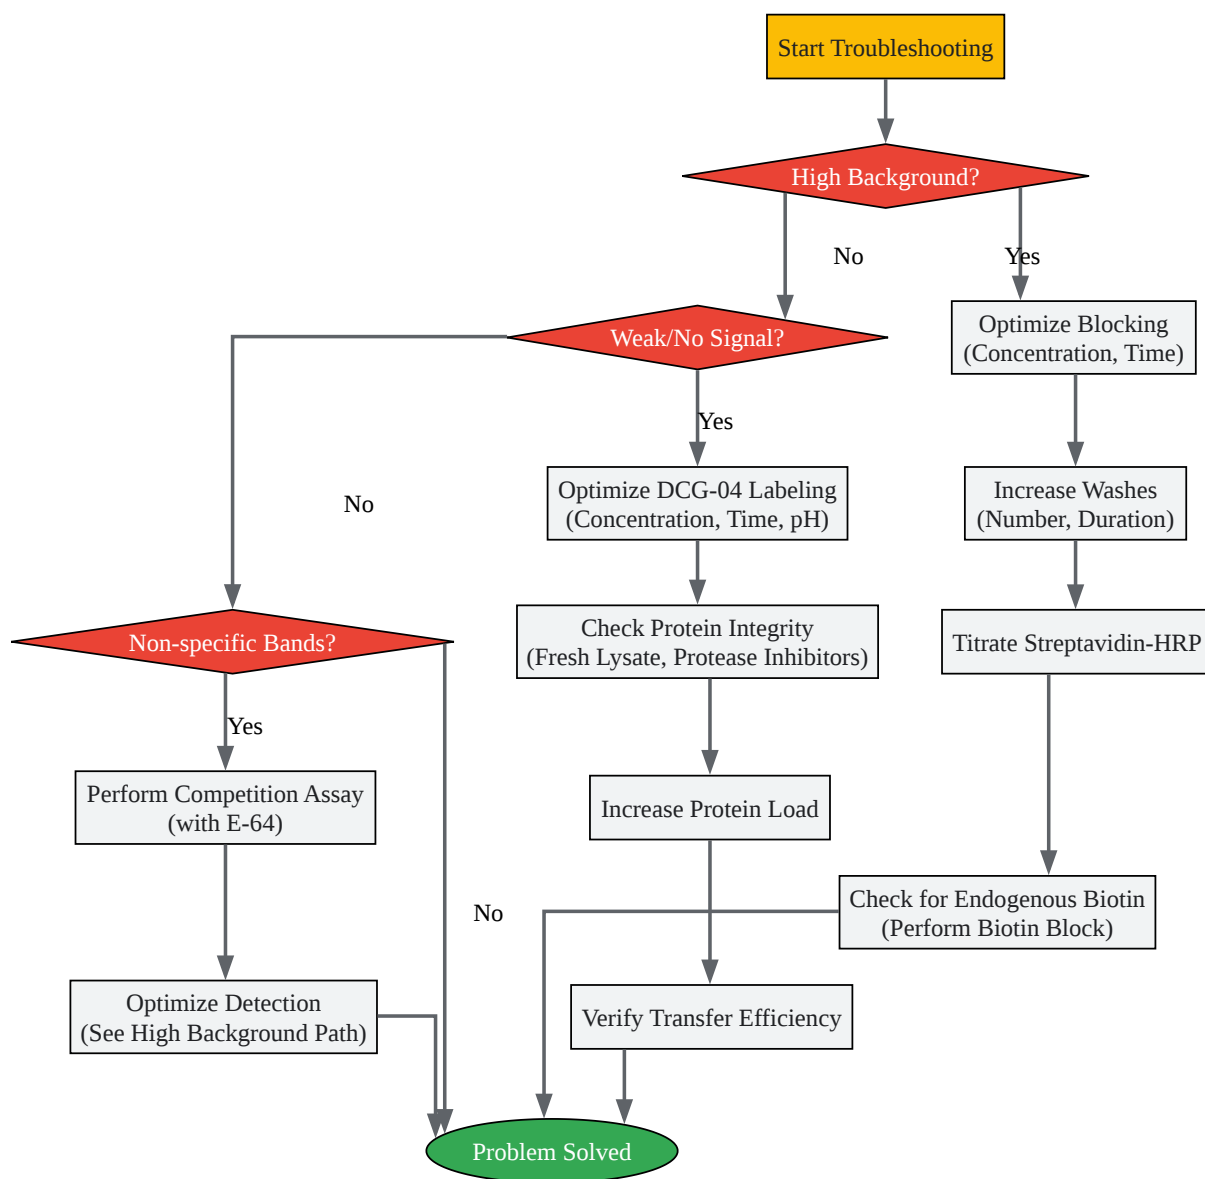 Start Troubleshooting
High Background?
No
Yes
Weak/No Signal?
Optimize Blocking
(Concentration, Time)
Yes
No
Optimize DCG-04 Labeling
(Concentration, Time, pH)
Increase Washes
(Number, Duration)
Non-specific Bands?
Check Protein Integrity
(Fresh Lysate, Protease Inhibitors)
Titrate Streptavidin-HRP
Yes
Perform Competition Assay
(with E-64)
Increase Protein Load
No
Check for Endogenous Biotin
(Perform Biotin Block)
Optimize Detection
(See High Background Path)
Verify Transfer Efficiency
Problem Solved